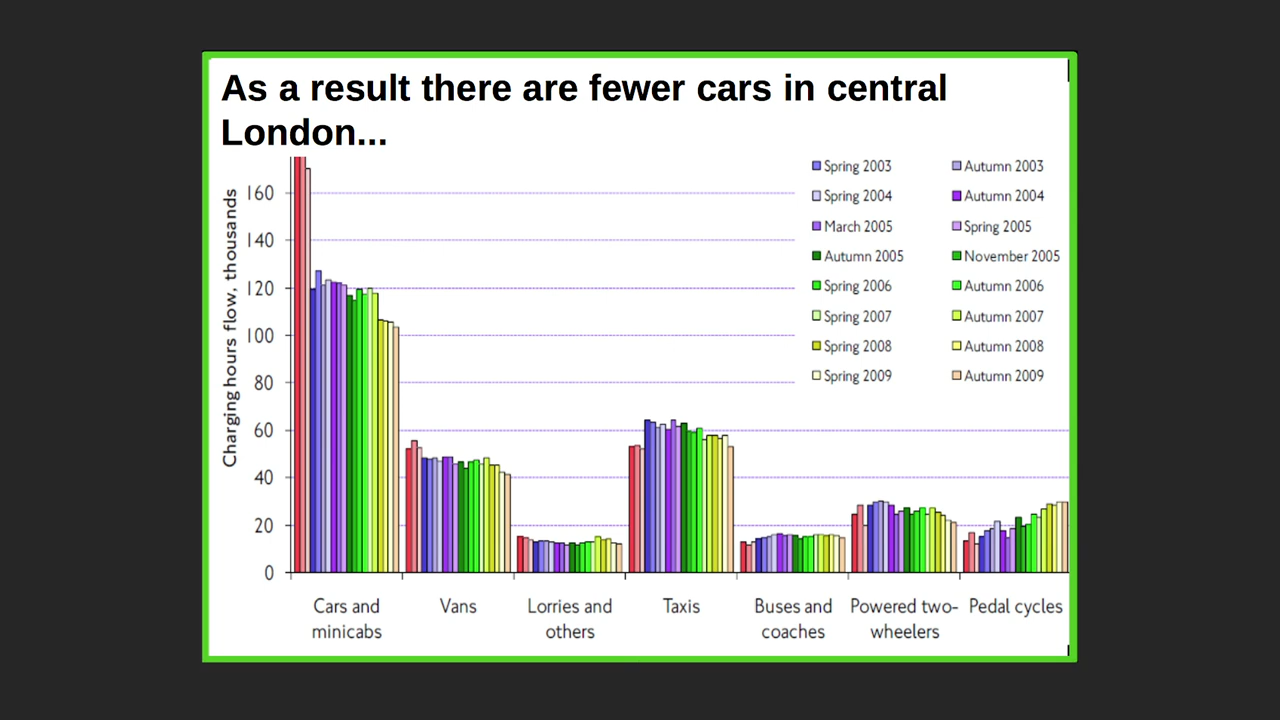 As a result there are fewer cars in central
London...
Charging hours flow, thousands
160
140
120
100
80
60
40
20
0
Spring 2003 Autumn 2003
Spring 2004 Autumn 2004
March 2005 Spring 2005
Autumn 2005 November 2005
Spring 2006 Autumn 2006
Spring 2007 Autumn 2007
Spring 2008 Autumn 2008
Spring 2009 Autumn 2009
Cars and minicabs
Vans
Lorries and others
Taxis
Buses and coaches
Powered two-wheelers
Pedal cycles